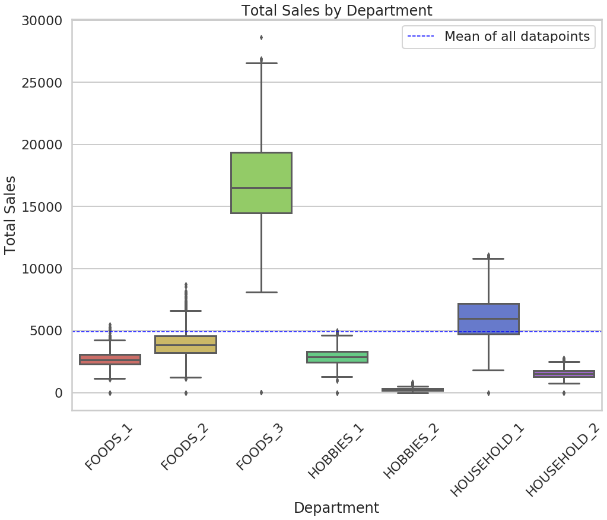 Total Sales by Department
30000
Mean of all datapoints
25000
20000
15000
10000
5000
0
Total Sales
FOODS_1
FOODS_2
FOODS_3
HOBBIES_1
HOBBIES_2
HOUSEHOLD_1
HOUSEHOLD_2
Department